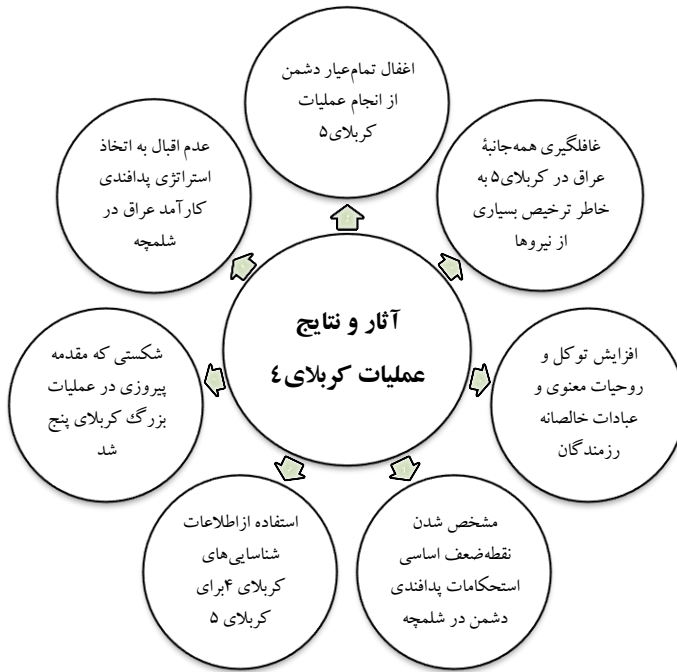 آثار و نتایج
عملیات کربلای٤
اغفال تمام‌عیار دشمن
از انجام عملیات
کربلای۵
غافلگیری همه‌جانبۀ
عراق در کربلای۵ به
خاطر ترخیص بسیاری
از نیروها
افزایش توکل و
روحیات معنوی و
عبادات خالصانه
رزمندگان
مشخص شدن
نقطه‌ضعف اساسی
استحکامات پدافندی
دشمن در شلمچه
استفاده ازاطلاعات
شناسایی‌های
کربلای ۴برای
کربلای ۵
شکستی که مقدمه
پیروزی در عملیات
بزرگ کربلای پنج
شد
عدم اقبال به اتخاذ
استراتژی پدافندی
کارآمد عراق در
شلمچه